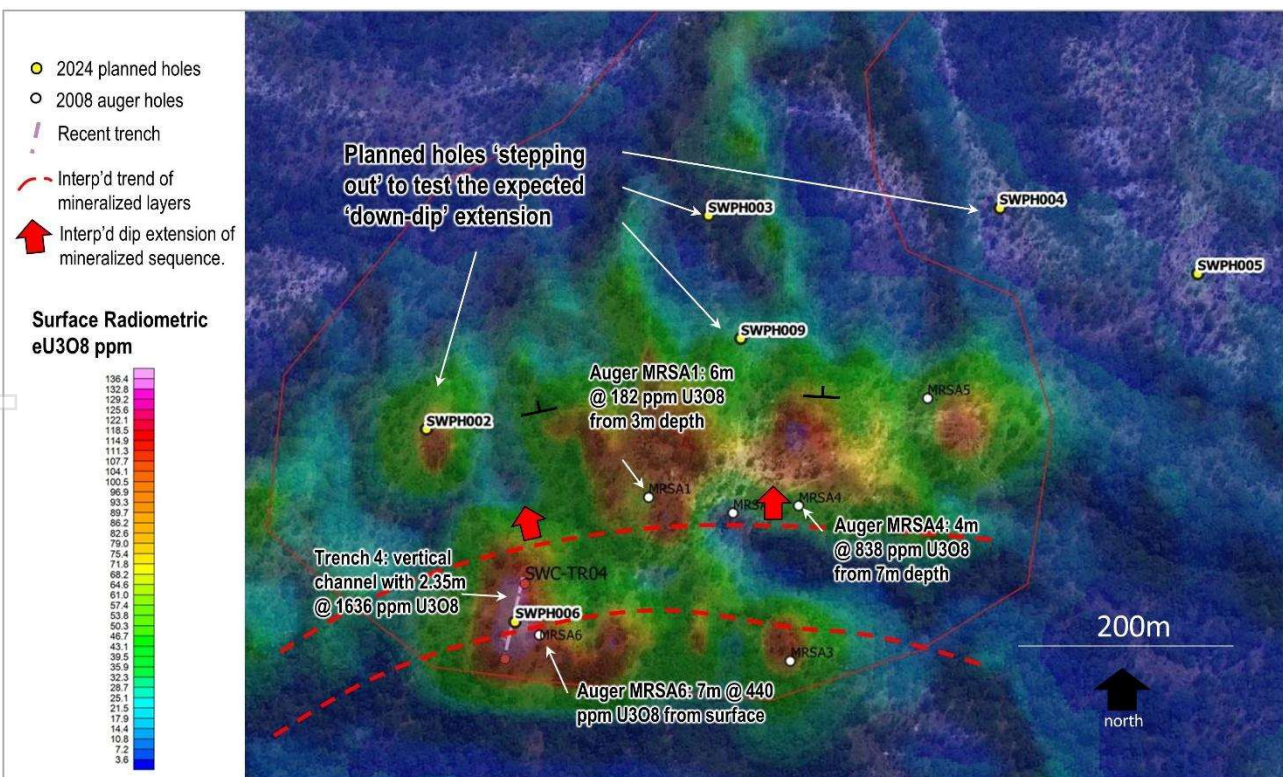 2024 planned holes
2008 auger holes
Recent trench
Interp'd trend of
mineralized layers
Interp'd dip extension of
mineralized sequence.
Surface Radiometric
eU3O8 ppm
136.4
132.8
129.2
125.6
122.1
118.5
114.9
111.3
107.7
104.1
100.5
96.9
93.3
89.7
86.2
82.6
79.0
75.4
71.8
68.2
64.6
61.0
57.4
53.8
50.3
46.7
43.1
39.5
35.9
32.3
28.7
25.1
21.5
17.9
14.4
10.8
7.2
3.6
Planned holes 'stepping
out' to test the expected
'down-dip' extension
SWPH003
SWPH004
SWPH005
SWPH009
SWPH002
Auger MRSA1: 6m
@ 182 ppm U3O8
from 3m depth
MRSA5
MRSA1
MRSA4
Auger MRSA4: 4m
@ 838 ppm U3O8
from 7m depth
Trench 4: vertical
channel with 2.35m
@ 1636 ppm U3O8
SWC-TR04
SWPH006
MRSA6
MRSA3
Auger MRSA6: 7m @ 440
ppm U3O8 from surface
200m
north